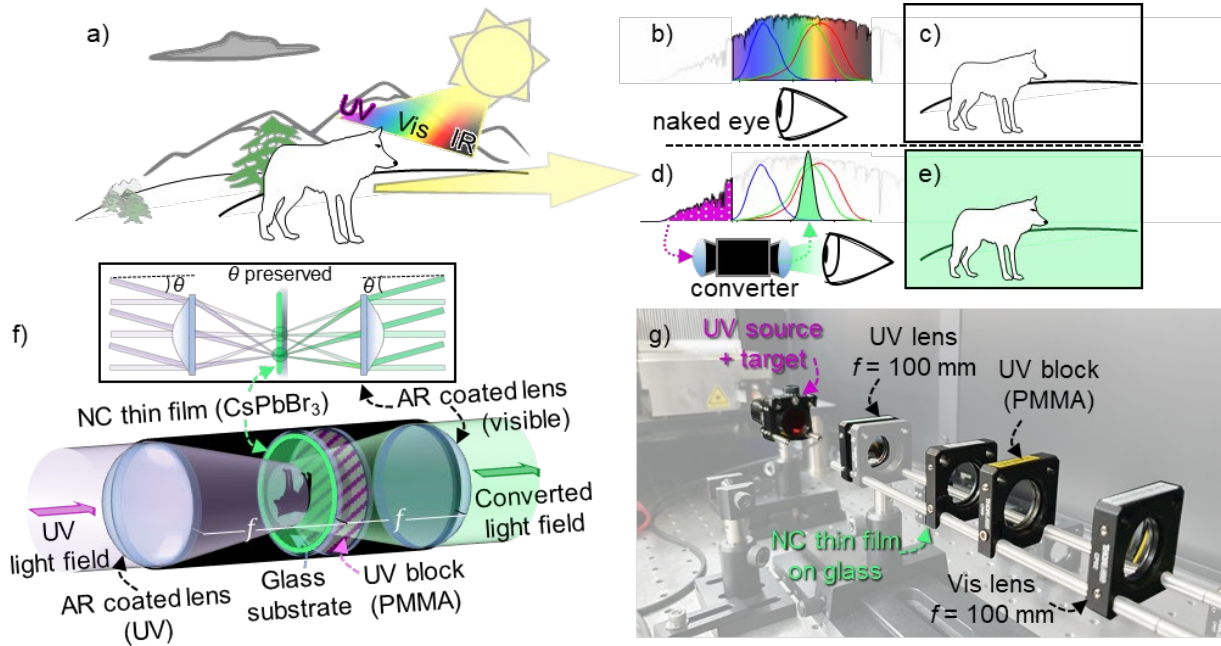 a)
UV
Vis
IR
b)
naked eye
c)
d)
converter
e)
f)
θ preserved
θ
θ
NC thin film (CsPbBr₃)
AR coated lens
(visible)
UV
light field
f
f
Converted
light field
AR coated lens
(UV)
Glass
substrate
UV block
(PMMA)
g)
UV source
+ target
UV lens
f = 100 mm
UV block
(PMMA)
NC thin film
on glass
Vis lens
f = 100 mm